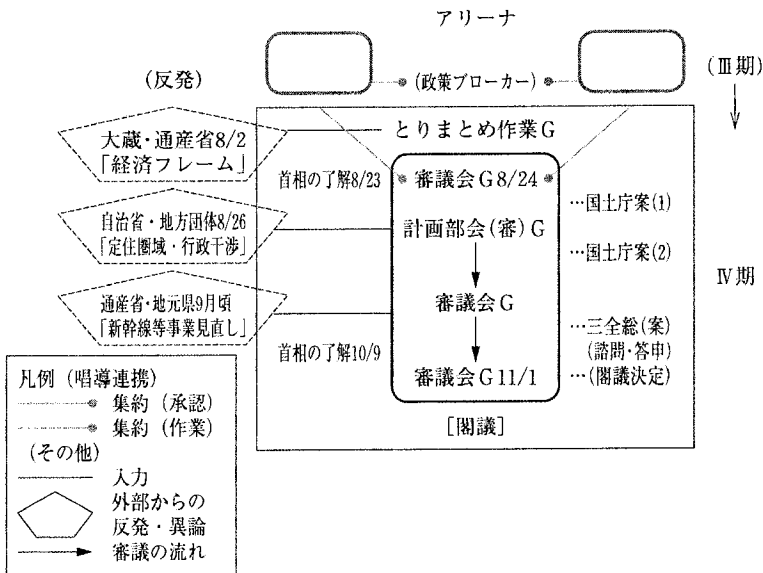 アリーナ
(反発)
(政策ブローカー)
(Ⅲ期)
大蔵・通産省8/2
「経済フレーム」
とりまとめ作業G
首相の了解8/23
審議会G8/24
…国土庁案(1)
自治省・地方団体8/26
「定住圏域・行政干渉」
計画部会(審)G
…国土庁案(2)
Ⅳ期
通産省・地元県9月頃
「新幹線等事業見直し」
審議会G
…三全総(案)
(諮問・答申)
首相の了解10/9
審議会G11/1
…(閣議決定)
[閣議]
凡例(唱導連携)
集約(承認)
集約(作業)
(その他)
入力
外部からの
反発・異論
審議の流れ